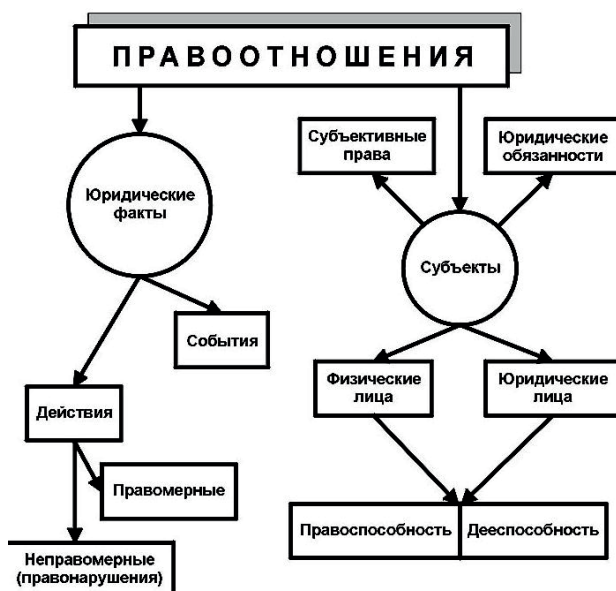 ПРАВООТНОШЕНИЯ
Субъективные
права
Юридические
обязанности
Юридические
факты
Субъекты
События
Физические
лица
Юридические
лица
Действия
Правомерные
Правоспособность
Дееспособность
Неправомерные
(правонарушения)